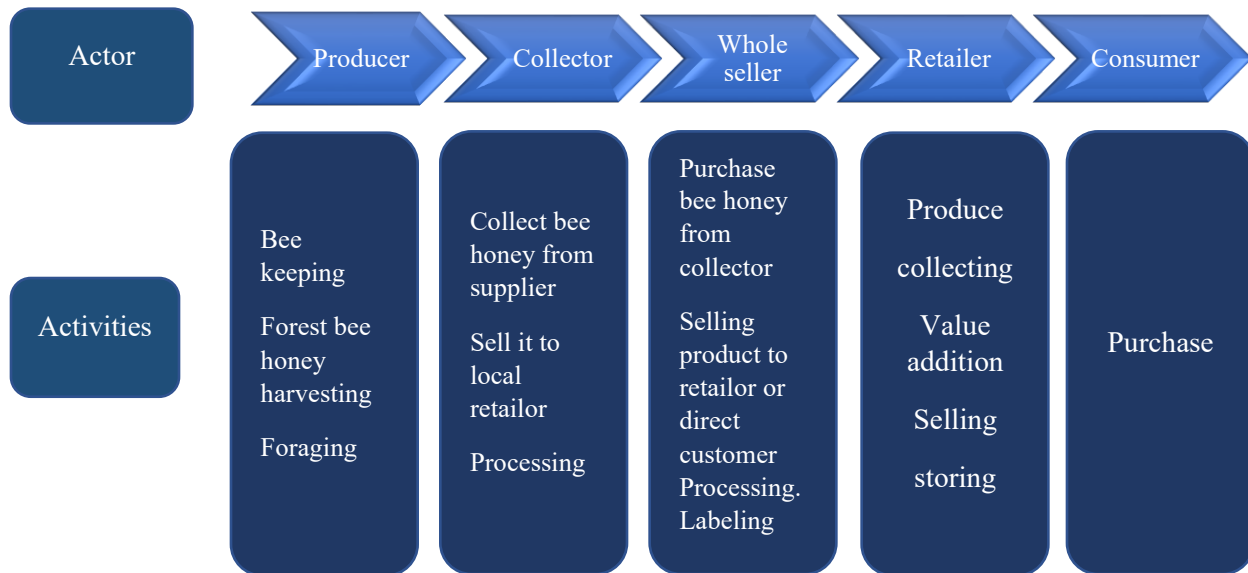 Actor
Producer
Collector
Whole
seller
Retailer
Consumer
Activities
Bee
keeping
Forest bee
honey
harvesting
Foraging
Collect bee
honey from
supplier
Sell it to
local
retailor
Processing
Purchase
bee honey
from
collector
Selling
product to
retailor or
direct
customer
Processing.
Labeling
Produce
collecting
Value
addition
Selling
storing
Purchase